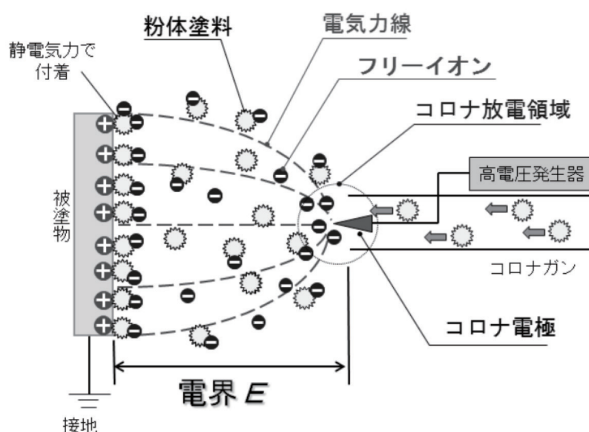 静電気力で
付着
粉体塗料
電気力線
フリーイオン
コロナ放電領域
高電圧発生器
被塗物
コロナガン
コロナ電極
電界 E
接地